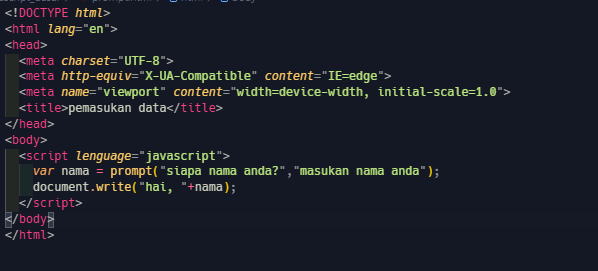 <!DOCTYPE html>
<html lang="en">
<head>
  <meta charset="UTF-8">
  <meta http-equiv="X-UA-Compatible" content="IE=edge">
  <meta name="viewport" content="width=device-width, initial-scale=1.0">
  <title>pemasukan data</title>
</head>
<body>
  <script lenguage="javascript">
    var nama = prompt("siapa nama anda?","masukan nama anda");
    document.write("hai, "+nama);
  </script>
</body>
</html>